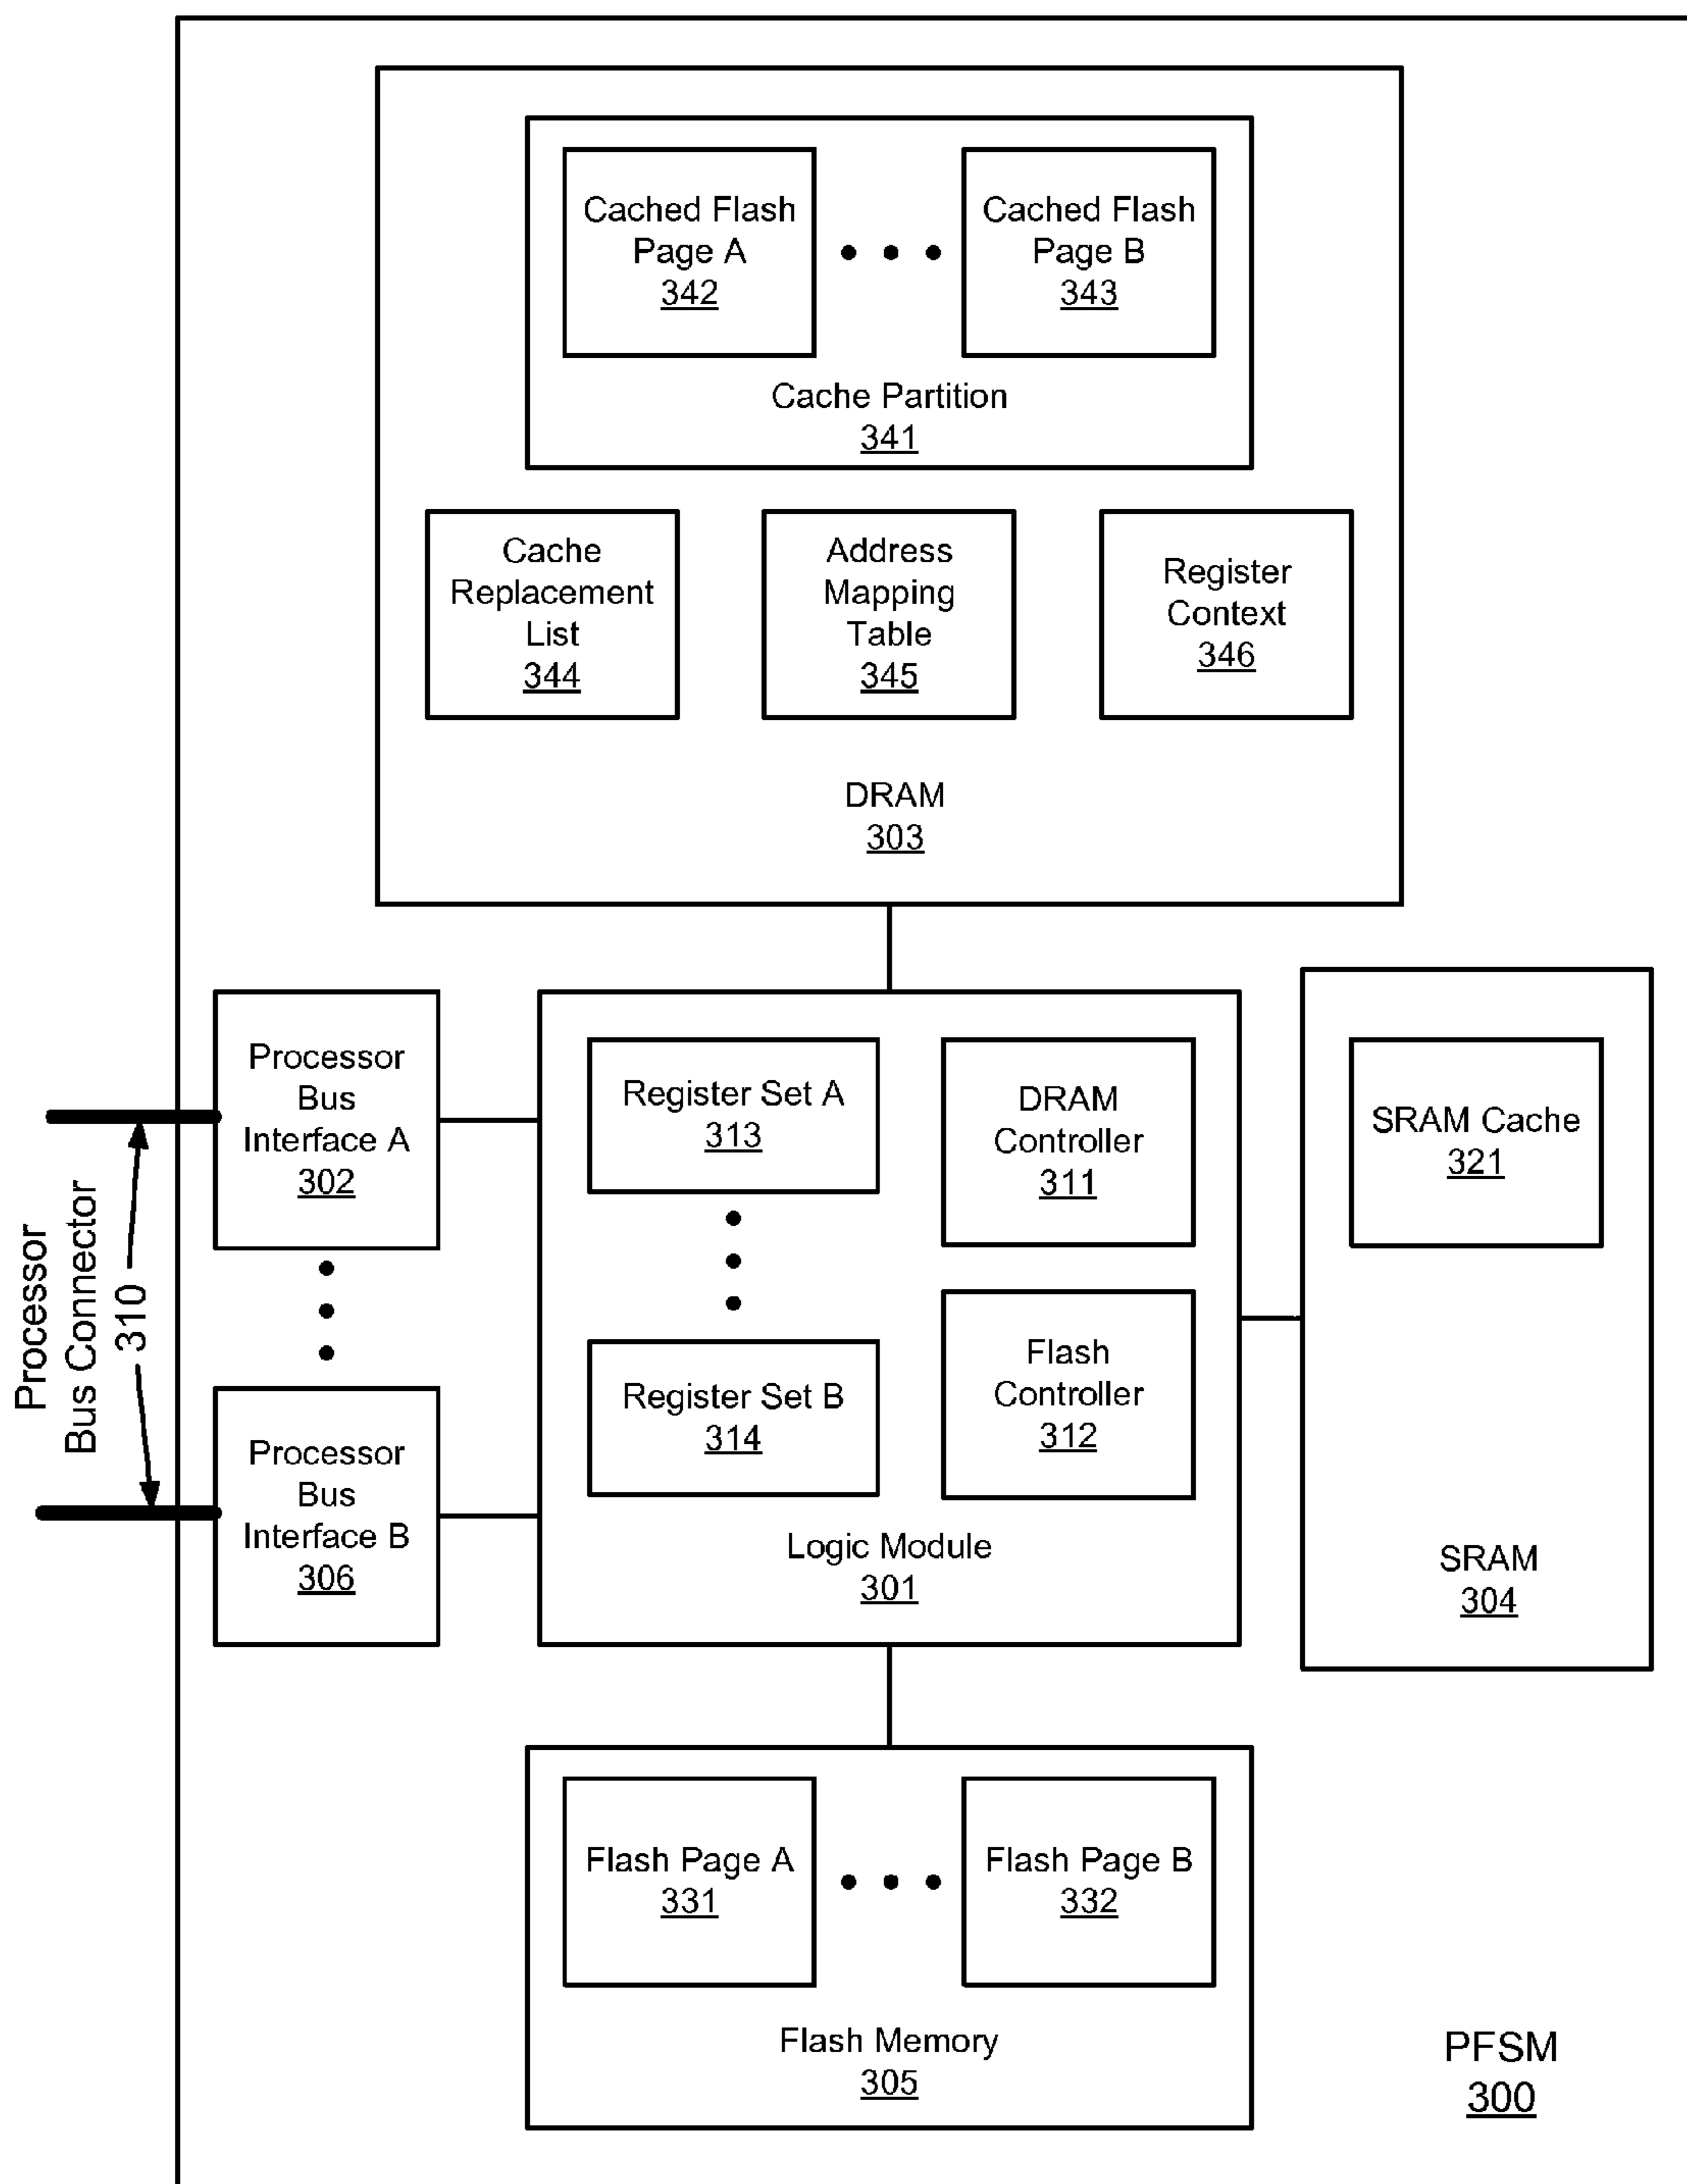 Cached Flash
Page A
342
Cached Flash
Page B
343
Cache Partition
341
Cache
Replacement
List
344
Address
Mapping
Table
345
Register
Context
346
DRAM
303
Processor
Bus Connector
310
Processor
Bus
Interface A
302
Processor
Bus
Interface B
306
Register Set A
313
DRAM
Controller
311
Register Set B
314
Flash
Controller
312
Logic Module
301
SRAM Cache
321
SRAM
304
Flash Page A
331
Flash Page B
332
Flash Memory
305
PFSM
300